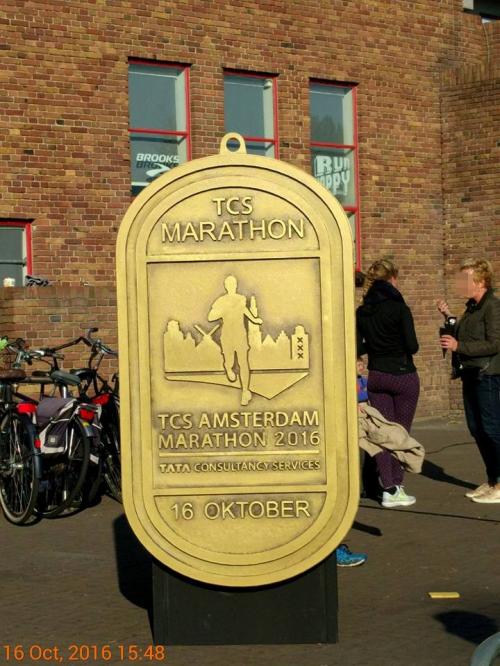 BROOKS
RUN
HAPPY
TCS
MARATHON
XXX
TCS AMSTERDAM
MARATHON 2016
TATA CONSULTANCY SERVICES
16 OKTOBER
16 Oct, 2016 15:48